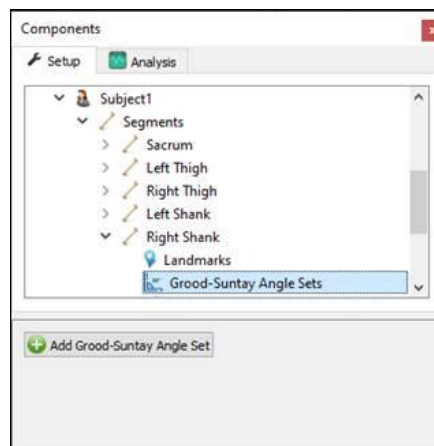 Components
Setup
Analysis
Subject1
Segments
Sacrum
Left Thigh
Right Thigh
Left Shank
Right Shank
Landmarks
Grood-Suntay Angle Sets
Add Grood-Suntay Angle Set